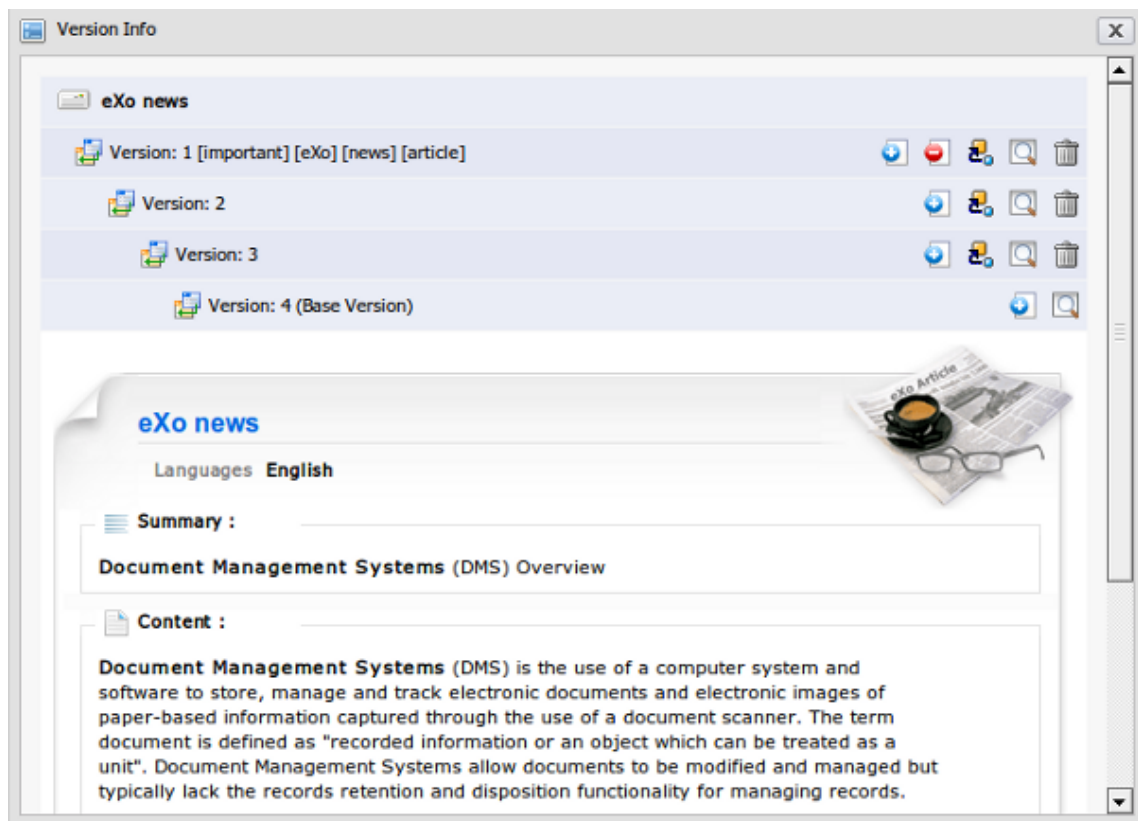 Version Info
eXo news
Version: 1 [important] [eXo] [news] [article]
Version: 2
Version: 3
Version: 4 (Base Version)
eXo Article
eXo news
Languages English
Summary :
Document Management Systems (DMS) Overview
Content :
Document Management Systems (DMS) is the use of a computer system and
software to store, manage and track electronic documents and electronic images of
paper-based information captured through the use of a document scanner. The term
document is defined as "recorded information or an object which can be treated as a
unit". Document Management Systems allow documents to be modified and managed but
typically lack the records retention and disposition functionality for managing records.